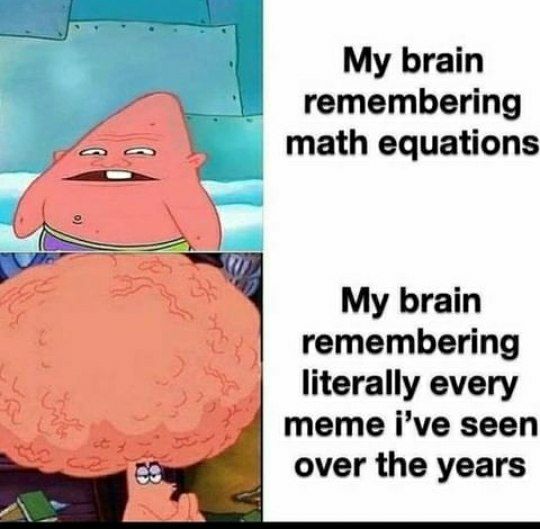 My brain
remembering
math equations
My brain
remembering
literally every
meme i've seen
over the years